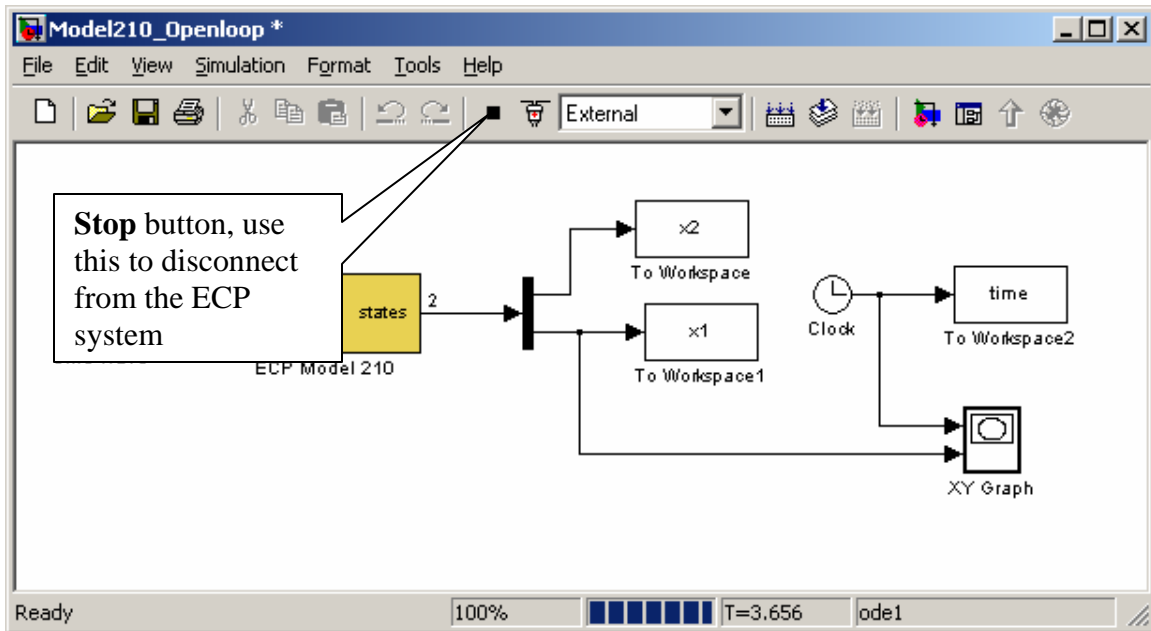 Model210_Openloop *
File Edit View Simulation Format Tools Help
External
Stop button, use
this to disconnect
from the ECP
system
states
2
ECP Model 210
x2
To Workspace
x1
To Workspace1
Clock
time
To Workspace2
XY Graph
Ready 100% T=3.656 ode1